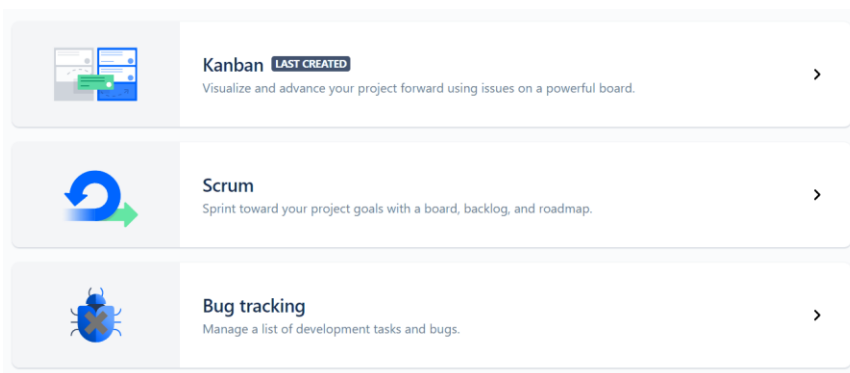 Kanban LAST CREATED
Visualize and advance your project forward using issues on a powerful board.
Scrum
Sprint toward your project goals with a board, backlog, and roadmap.
Bug tracking
Manage a list of development tasks and bugs.